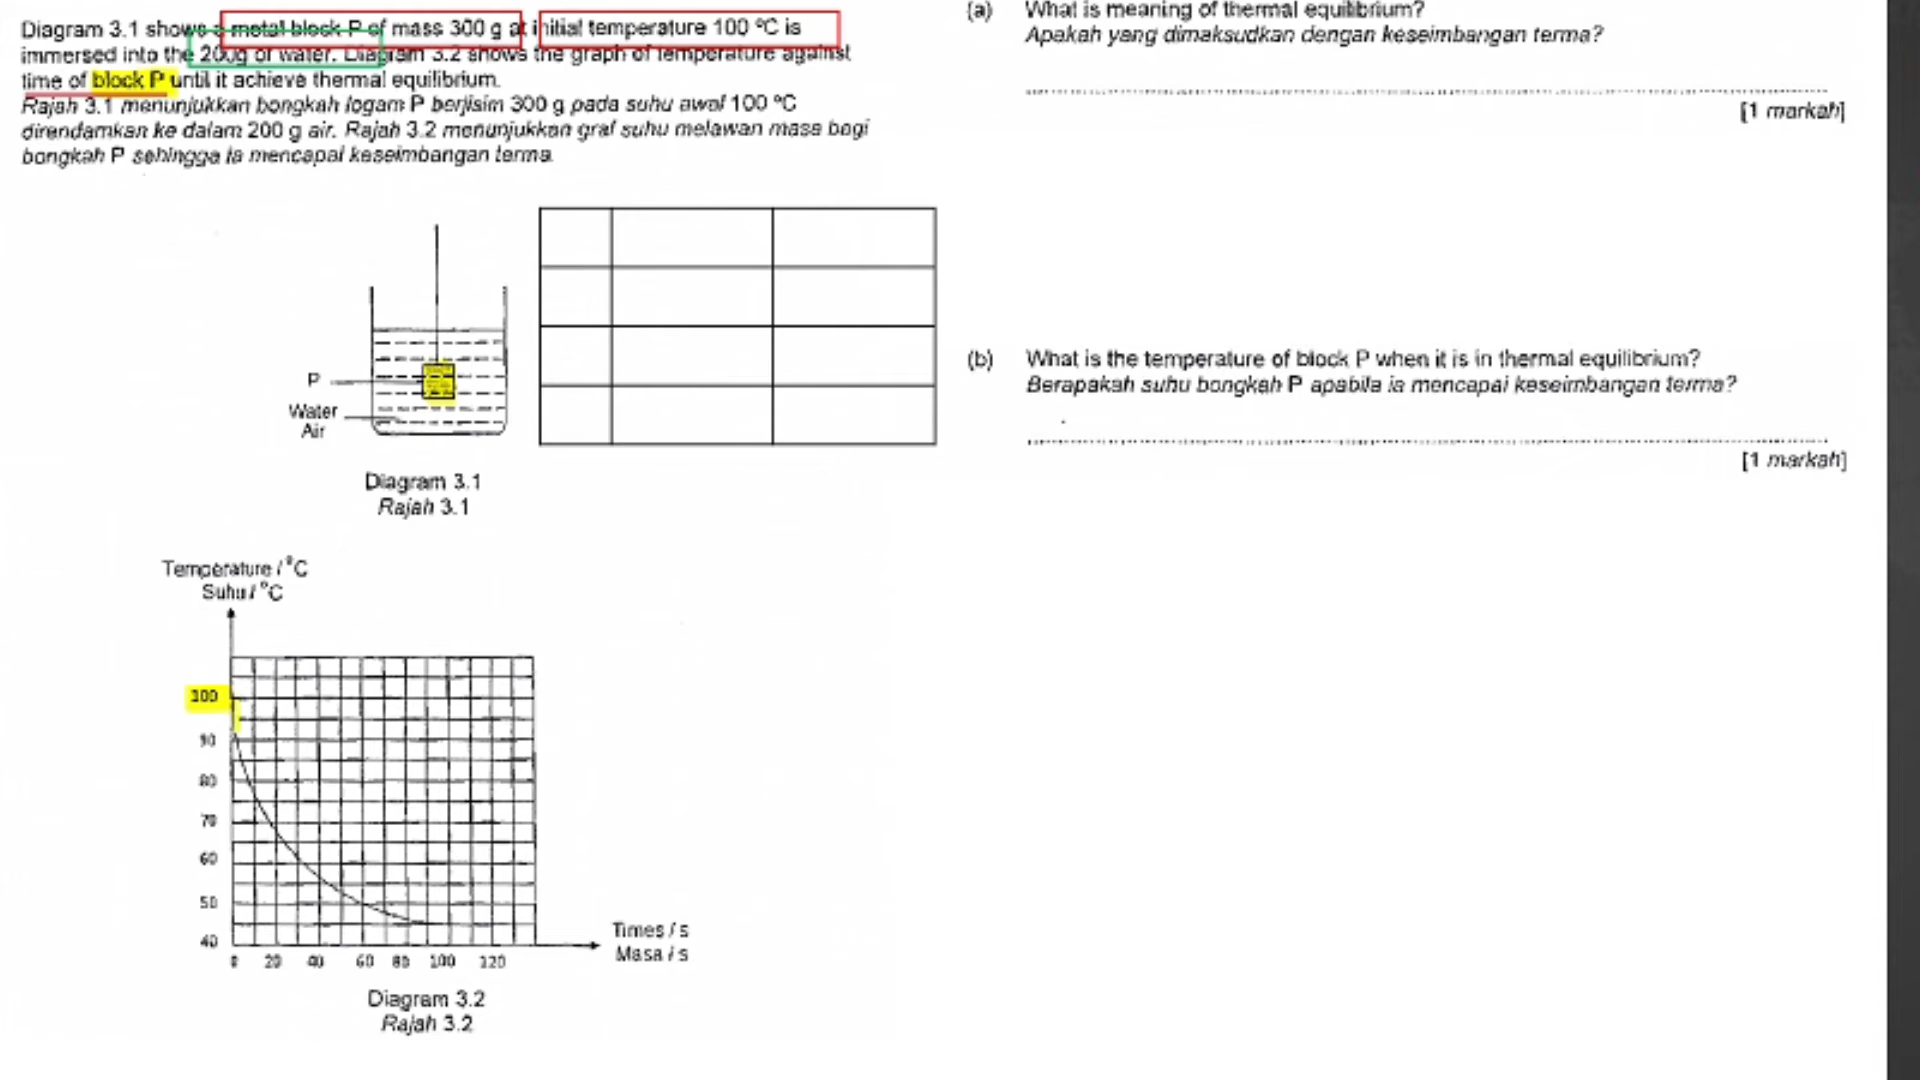 Diagram 3.1 shows a metal block P of mass 300 g at initial temperature 100 ºC is
immersed into the 200g of water. Diagram 3.2 shows the graph of temperature against
time of block P until it achieve thermal equilibrium.
Rajah 3.1 menunjukkan bongkah logam P berjisim 300 g pada suhu awal 100 ºC
direndamkan ke dalam 200 g air. Rajah 3.2 menunjukkan graf suhu melawan masa bagi
bongkah P sehingga ia mencapai keseimbangan terma.
P
Water
Air
Diagram 3.1
Rajah 3.1
Temperature / °C
Suhu / °C
100
90
80
70
60
50
40
0 20 40 60 80 100 120
Times / s
Masa / s
Diagram 3.2
Rajah 3.2
(a) What is meaning of thermal equilibrium?
Apakah yang dimaksudkan dengan keseimbangan terma?
[1 markah]
(b) What is the temperature of block P when it is in thermal equilibrium?
Berapakah suhu bongkah P apabila ia mencapai keseimbangan terma?
[1 markah]